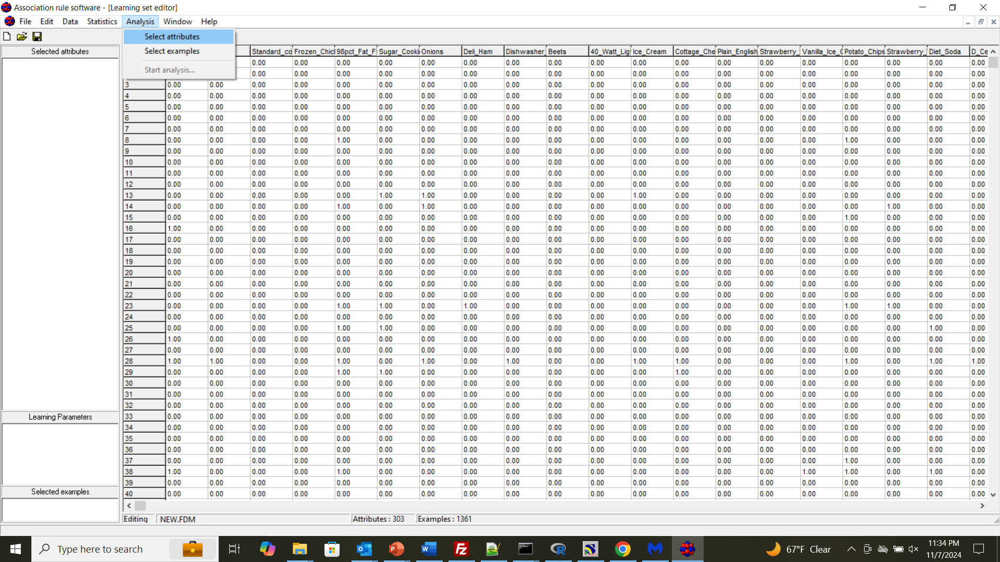 Association rule software - [Learning set editor]
File Edit Data Statistics Analysis Window Help
Select attributes
Select examples
Start analysis...
Selected attributes
Standard_co Frozen_Chic 98pct_Fat_F Sugar_Cooki Onions Deli_Ham Dishwasher_ Beets 40_Watt_Lig Ice_Cream Cottage_Che Plain_English Strawberry_ Vanilla_Ice_C Potato_Chips Strawberry_ Diet_Soda D_Ce
0.00 0.00 0.00 0.00 0.00 0.00 0.00 0.00 0.00 0.00 0.00 0.00 0.00 0.00 0.00 0.00 0.00 0.00
0.00 0.00 0.00 0.00 0.00 0.00 0.00 0.00 0.00 0.00 0.00 0.00 0.00 0.00 0.00 0.00 0.00 0.00
3 0.00 0.00 0.00 0.00 0.00 0.00 0.00 0.00 0.00 0.00 0.00 0.00 0.00 0.00 0.00 0.00 0.00 0.00 0.00 0.00
4 0.00 0.00 0.00 0.00 0.00 0.00 0.00 0.00 0.00 0.00 0.00 0.00 0.00 0.00 0.00 0.00 0.00 0.00 0.00 0.00
5 0.00 0.00 0.00 0.00 0.00 0.00 0.00 0.00 0.00 0.00 0.00 0.00 0.00 0.00 0.00 0.00 0.00 0.00 0.00 0.00
6 0.00 0.00 0.00 0.00 0.00 0.00 0.00 0.00 0.00 0.00 0.00 0.00 0.00 0.00 0.00 0.00 0.00 0.00 0.00 0.00
7 0.00 0.00 0.00 0.00 0.00 0.00 0.00 0.00 0.00 0.00 0.00 0.00 0.00 0.00 0.00 0.00 0.00 0.00 0.00 0.00
8 0.00 0.00 0.00 0.00 1.00 0.00 0.00 0.00 0.00 0.00 0.00 0.00 0.00 0.00 0.00 0.00 1.00 0.00 0.00 0.00
9 0.00 0.00 0.00 0.00 0.00 0.00 0.00 0.00 0.00 0.00 0.00 0.00 0.00 0.00 0.00 0.00 0.00 0.00 0.00 0.00
10 0.00 0.00 0.00 0.00 0.00 0.00 0.00 0.00 0.00 0.00 0.00 0.00 0.00 0.00 0.00 0.00 0.00 0.00 0.00 0.00
11 0.00 0.00 0.00 0.00 0.00 0.00 0.00 0.00 0.00 0.00 0.00 0.00 0.00 0.00 0.00 0.00 0.00 0.00 0.00 0.00
12 0.00 0.00 0.00 0.00 0.00 0.00 0.00 0.00 0.00 0.00 0.00 0.00 0.00 0.00 0.00 0.00 0.00 0.00 0.00 0.00
13 0.00 0.00 0.00 0.00 0.00 1.00 1.00 0.00 0.00 0.00 0.00 1.00 0.00 0.00 0.00 0.00 0.00 0.00 0.00 0.00
14 0.00 0.00 0.00 0.00 1.00 0.00 1.00 0.00 0.00 0.00 0.00 0.00 0.00 0.00 0.00 0.00 0.00 1.00 0.00 0.00
15 0.00 0.00 0.00 0.00 0.00 0.00 0.00 0.00 0.00 0.00 0.00 0.00 0.00 0.00 0.00 0.00 1.00 0.00 0.00 0.00
16 1.00 0.00 0.00 0.00 0.00 0.00 0.00 0.00 0.00 0.00 0.00 0.00 0.00 0.00 0.00 0.00 0.00 0.00 0.00 0.00
17 0.00 0.00 0.00 0.00 0.00 0.00 0.00 0.00 0.00 0.00 0.00 0.00 0.00 0.00 0.00 0.00 0.00 0.00 0.00 0.00
18 0.00 0.00 0.00 0.00 0.00 0.00 0.00 0.00 0.00 0.00 0.00 0.00 0.00 0.00 0.00 0.00 0.00 0.00 0.00 0.00
19 0.00 0.00 0.00 0.00 0.00 0.00 0.00 0.00 0.00 0.00 0.00 0.00 0.00 0.00 0.00 0.00 0.00 0.00 0.00 0.00
20 0.00 0.00 0.00 0.00 0.00 0.00 0.00 0.00 0.00 0.00 0.00 0.00 0.00 0.00 0.00 0.00 0.00 0.00 0.00 0.00
21 0.00 0.00 0.00 0.00 0.00 0.00 0.00 0.00 0.00 0.00 0.00 0.00 0.00 0.00 0.00 0.00 0.00 0.00 0.00 0.00
22 0.00 0.00 0.00 0.00 0.00 0.00 0.00 0.00 0.00 0.00 0.00 0.00 0.00 0.00 0.00 0.00 0.00 0.00 0.00 0.00
23 0.00 0.00 0.00 0.00 1.00 1.00 0.00 1.00 0.00 0.00 0.00 0.00 0.00 0.00 0.00 0.00 1.00 1.00 0.00 0.00
24 0.00 0.00 0.00 0.00 0.00 0.00 0.00 0.00 0.00 0.00 0.00 0.00 0.00 0.00 0.00 0.00 0.00 0.00 0.00 0.00
25 0.00 0.00 0.00 0.00 1.00 1.00 0.00 0.00 0.00 0.00 0.00 0.00 0.00 0.00 0.00 0.00 0.00 0.00 1.00 0.00
26 1.00 0.00 0.00 0.00 0.00 0.00 0.00 0.00 0.00 0.00 0.00 0.00 0.00 0.00 0.00 0.00 0.00 0.00 0.00 0.00
27 0.00 0.00 0.00 0.00 0.00 0.00 0.00 0.00 0.00 0.00 0.00 0.00 0.00 0.00 0.00 0.00 0.00 0.00 0.00 0.00
28 1.00 1.00 0.00 0.00 1.00 0.00 1.00 0.00 1.00 0.00 0.00 1.00 1.00 0.00 0.00 0.00 1.00 0.00 1.00 1.00
29 0.00 0.00 0.00 0.00 1.00 1.00 0.00 0.00 0.00 0.00 0.00 0.00 1.00 0.00 0.00 0.00 0.00 0.00 0.00 0.00
30 0.00 0.00 0.00 0.00 0.00 0.00 0.00 0.00 0.00 0.00 0.00 0.00 0.00 0.00 0.00 0.00 0.00 0.00 0.00 0.00
31 0.00 0.00 0.00 0.00 0.00 0.00 0.00 0.00 0.00 0.00 0.00 0.00 0.00 0.00 0.00 0.00 0.00 0.00 0.00 0.00
32 0.00 0.00 0.00 0.00 0.00 0.00 0.00 0.00 0.00 0.00 0.00 0.00 0.00 0.00 0.00 0.00 0.00 0.00 0.00 0.00
33 0.00 0.00 0.00 0.00 0.00 0.00 0.00 0.00 0.00 0.00 0.00 0.00 0.00 0.00 0.00 0.00 0.00 0.00 0.00 0.00
34 0.00 0.00 0.00 0.00 0.00 0.00 0.00 0.00 0.00 0.00 0.00 0.00 0.00 0.00 0.00 0.00 0.00 0.00 0.00 0.00
35 0.00 0.00 0.00 0.00 0.00 0.00 0.00 0.00 0.00 0.00 0.00 0.00 0.00 0.00 0.00 0.00 0.00 0.00 0.00 0.00
36 0.00 0.00 0.00 0.00 0.00 0.00 0.00 0.00 0.00 0.00 0.00 0.00 0.00 0.00 0.00 0.00 0.00 0.00 0.00 0.00
37 0.00 0.00 0.00 0.00 0.00 0.00 0.00 0.00 0.00 0.00 0.00 0.00 0.00 0.00 0.00 0.00 1.00 0.00 0.00 0.00
38 1.00 0.00 0.00 0.00 1.00 0.00 0.00 0.00 0.00 0.00 0.00 0.00 0.00 0.00 0.00 1.00 1.00 0.00 1.00 0.00
39 0.00 0.00 0.00 0.00 0.00 0.00 0.00 0.00 0.00 0.00 0.00 0.00 0.00 0.00 0.00 0.00 0.00 0.00 0.00 0.00
40 0.00 0.00 0.00 0.00 0.00 0.00 0.00 0.00 0.00 0.00 0.00 0.00 0.00 0.00 0.00 0.00 0.00 0.00 0.00 0.00
Learning Parameters
Selected examples
Editing NEW.FDM Attributes : 303 Examples : 1361
Type here to search
67°F Clear
11:34 PM
11/7/2024